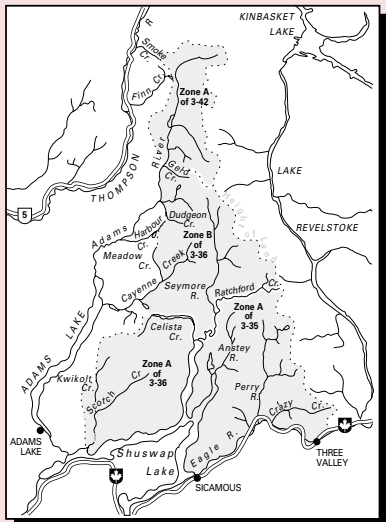 KINBASKET
LAKE
R
Smoke
Cr.
Finn Cr.
Zone A
of 3-42
River
Gold
Cr.
THOMPSON
5
LAKE
REVELSTOKE
Adams
Harbour
Cr.
Dudgeon
Cr.
Zone B
of
3-36
Meadow
Cr.
Cayenne Creek
Seymore
R.
Ratchford Cr.
Zone A
of
3-35
ADAMS LAKE
Celista
Cr.
Anstey
R.
Zone A
of
3-36
Kwikoit
Cr.
Scotch Cr.
Perry
R.
Crazy Cr.
ADAMS
LAKE
Shuswap
Lake
Eagle R.
THREE
VALLEY
SICAMOUS